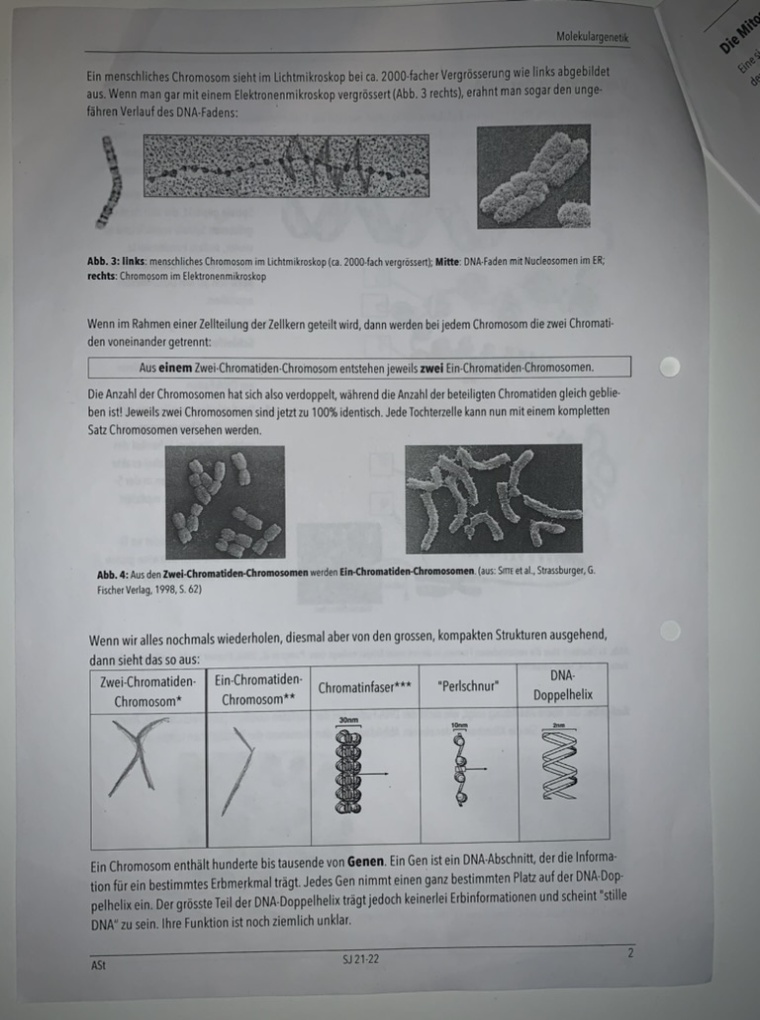 Molekulargenetik
Die Mito
Eine
de
Ein menschliches Chromosom sieht im Lichtmikroskop bei ca. 2000-facher Vergrösserung wie links abgebildet
aus. Wenn man gar mit einem Elektronenmikroskop vergrössert (Abb. 3 rechts), erahnt man sogar den unge-
fähren Verlauf des DNA-Fadens:
Abb. 3: links: menschliches Chromosom im Lichtmikroskop (ca. 2000-fach vergrössert); Mitte: DNA-Faden mit Nucleosomen im ER;
rechts: Chromosom im Elektronenmikroskop
Wenn im Rahmen einer Zellteilung der Zellkern geteilt wird, dann werden bei jedem Chromosom die zwei Chromati-
den voneinander getrennt:
Aus einem Zwei-Chromatiden-Chromosom entstehen jeweils zwei Ein-Chromatiden-Chromosomen.
Die Anzahl der Chromosomen hat sich also verdoppelt, während die Anzahl der beteiligten Chromatiden gleich geblie-
ben ist! Jeweils zwei Chromosomen sind jetzt zu 100% identisch. Jede Tochterzelle kann nun mit einem kompletten
Satz Chromosomen versehen werden.
Abb. 4: Aus den Zwei-Chromatiden-Chromosomen werden Ein-Chromatiden-Chromosomen. (aus: SITTE et al., Strassburger, G.
Fischer Verlag, 1998, S. 62)
Wenn wir alles nochmals wiederholen, diesmal aber von den grossen, kompakten Strukturen ausgehend,
dann sieht das so aus:
Zwei-Chromatiden-
Chromosom*
Ein-Chromatiden-
Chromosom**
Chromatinfaser***
"Perlschnur"
DNA-
Doppelhelix
30nm
10nm
2nm
Ein Chromosom enthält hunderte bis tausende von Genen. Ein Gen ist ein DNA-Abschnitt, der die Informa-
tion für ein bestimmtes Erbmerkmal trägt. Jedes Gen nimmt einen ganz bestimmten Platz auf der DNA-Dop-
pelhelix ein. Der grösste Teil der DNA-Doppelhelix trägt jedoch keinerlei Erbinformationen und scheint "stille
DNA" zu sein. Ihre Funktion ist noch ziemlich unklar.
ASt
SJ 21-22
2